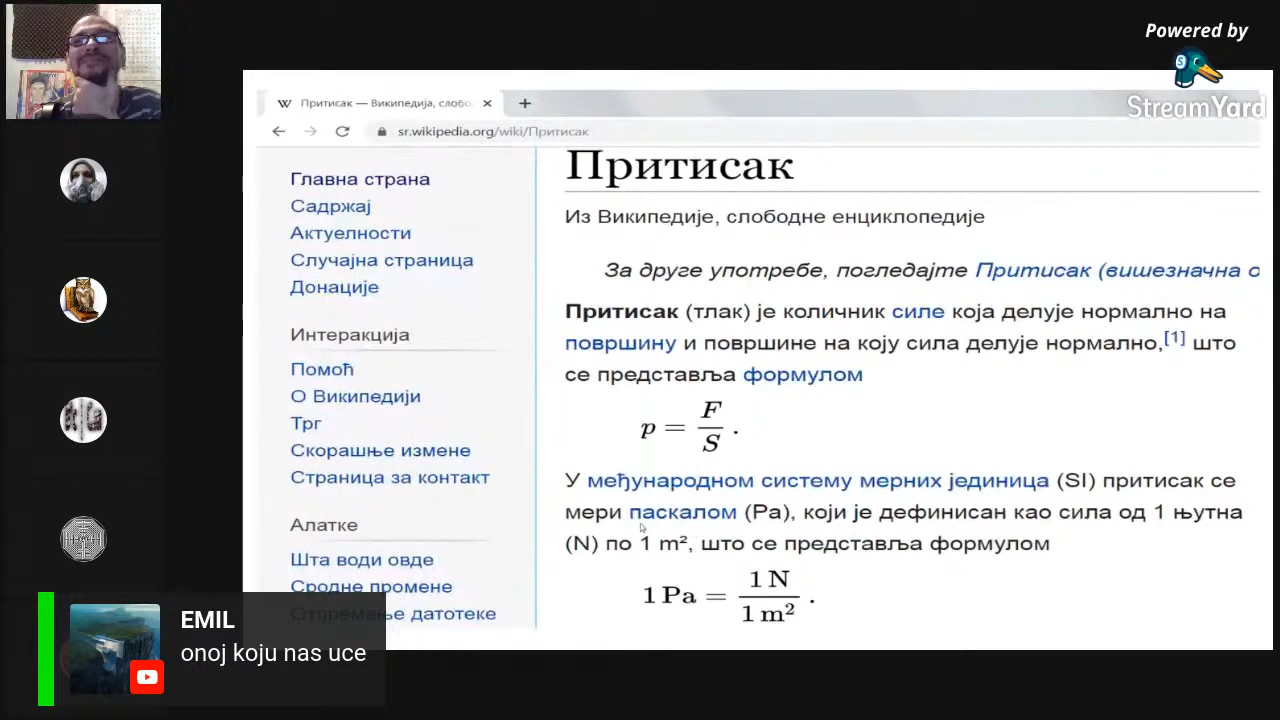 Powered by
StreamYard
Притисак — Википедија, слобо
sr.wikipedia.org/wiki/Притисак
Главна страна
Садржај
Актуелности
Случајна страница
Донације
Интеракција
Помоћ
О Википедији
Трг
Скорашње измене
Страница за контакт
Алатке
Шта води овде
Сродне промене
Отпремање датотеке
Притисак
Из Википедије, слободне енциклопедије
За друге употребе, погледајте Притисак (вишезначна о
Притисак (тлак) је количник силе која делује нормално на
површину и површине на коју сила делује нормално,[1] што
се представља формулом
p = F/S .
У међународном систему мерних јединица (SI) притисак се
мери паскалом (Pa), који је дефинисан као сила од 1 њутна
(N) по 1 m², што се представља формулом
1 Pa = 1 N/1 m² .
EMIL
onoj koju nas uce